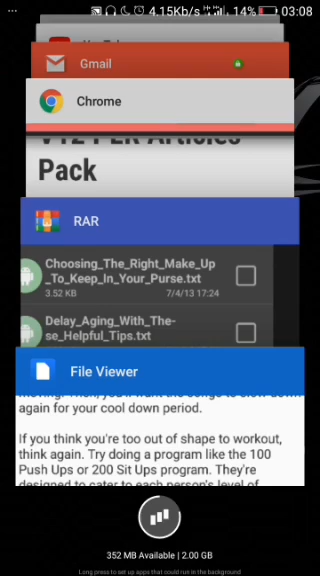 ... 4.15Kb/s 14% 03:08
Gmail
Chrome
V12 PLR Articles
Pack
RAR
Choosing_The_Right_Make_Up
_To_Keep_In_Your_Purse.txt
3.52 KB 7/4/13 17:24
Delay_Aging_With_The-
se_Helpful_Tips.txt
File Viewer
again for your cool down period.
If you think you're too out of shape to workout,
think again. Try doing a program like the 100
Push Ups or 200 Sit Ups program. They're
designed to cater to each person's level of
352 MB Available | 2.00 GB
Long press to set up apps that could run in the background